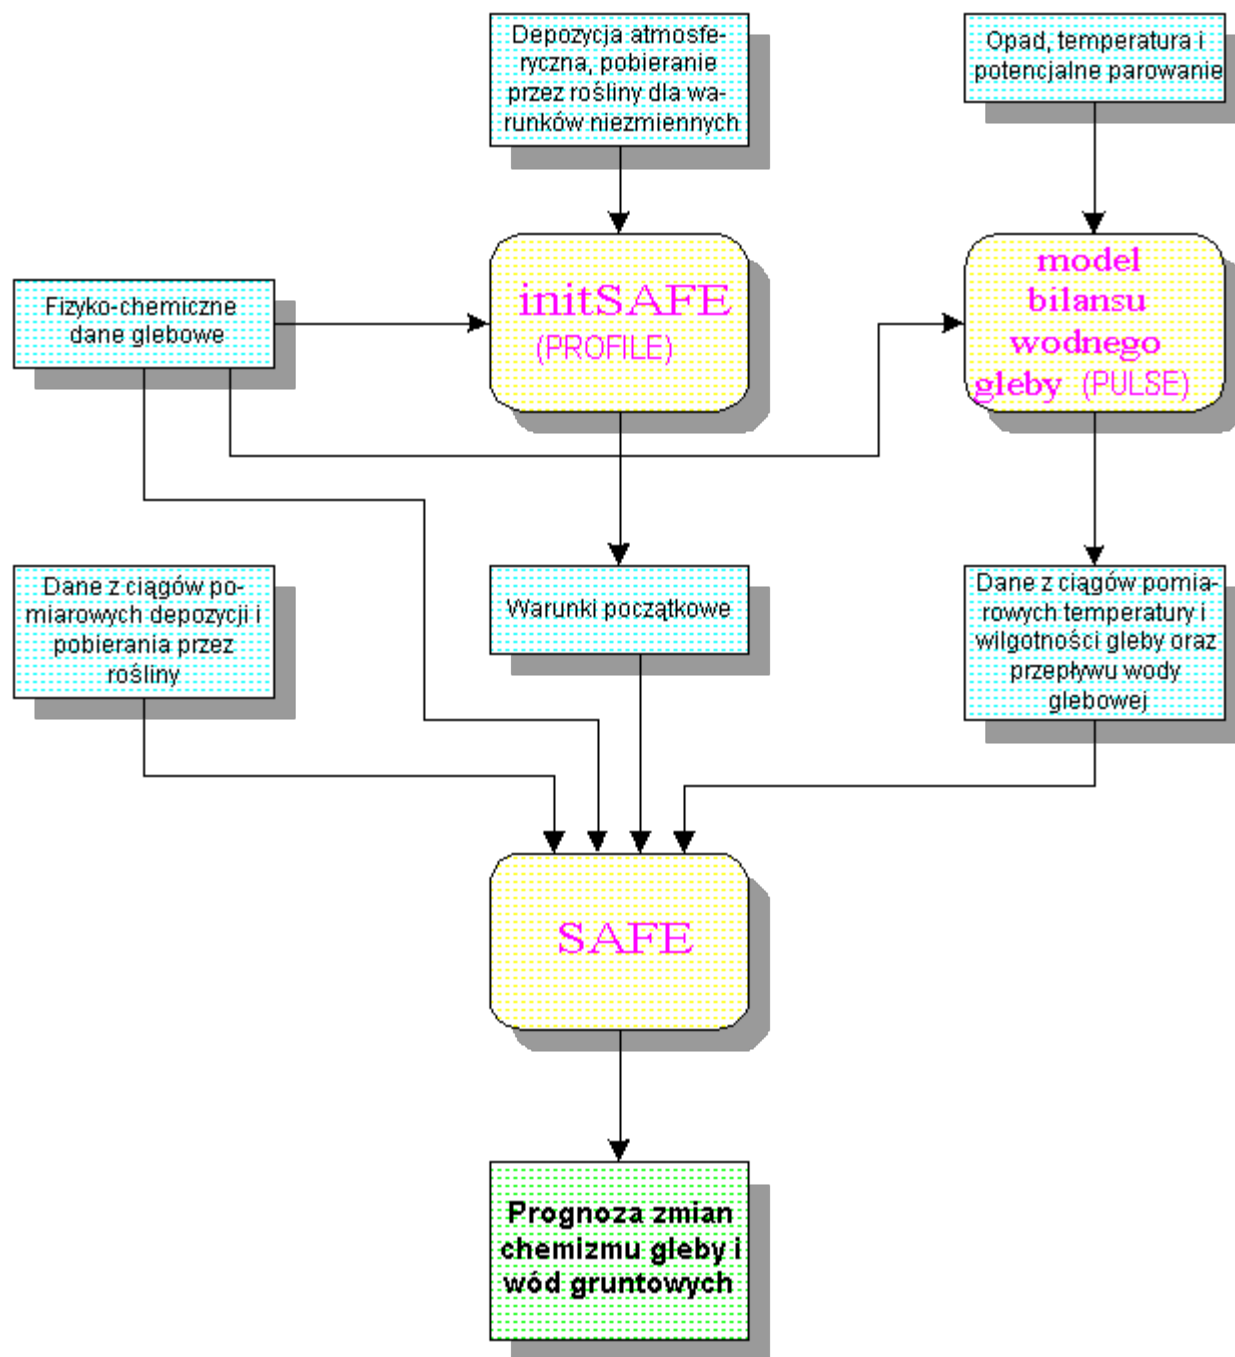 Depozycja atmosfe-
ryczna, pobieranie
przez rośliny dla wa-
runków niezmiennych
Opad, temperatura i
potencjalne parowanie
Fizyko-chemiczne
dane glebowe
initSAFE
(PROFILE)
model
bilansu
wodnego
gleby (PULSE)
Dane z ciągów po-
miarowych depozycji i
pobierania przez
rośliny
Warunki początkowe
Dane z ciągów pomia-
rowych temperatury i
wilgotności gleby oraz
przepływu wody
glebowej
SAFE
Prognoza zmian
chemizmu gleby i
wód gruntowych